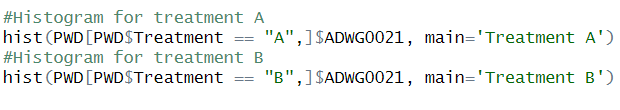 #Histogram for treatment A
hist(PWD[PWD$Treatment == "A",]$ADWG0021, main='Treatment A')
#Histogram for treatment B
hist(PWD[PWD$Treatment == "B",]$ADWG0021, main='Treatment B')